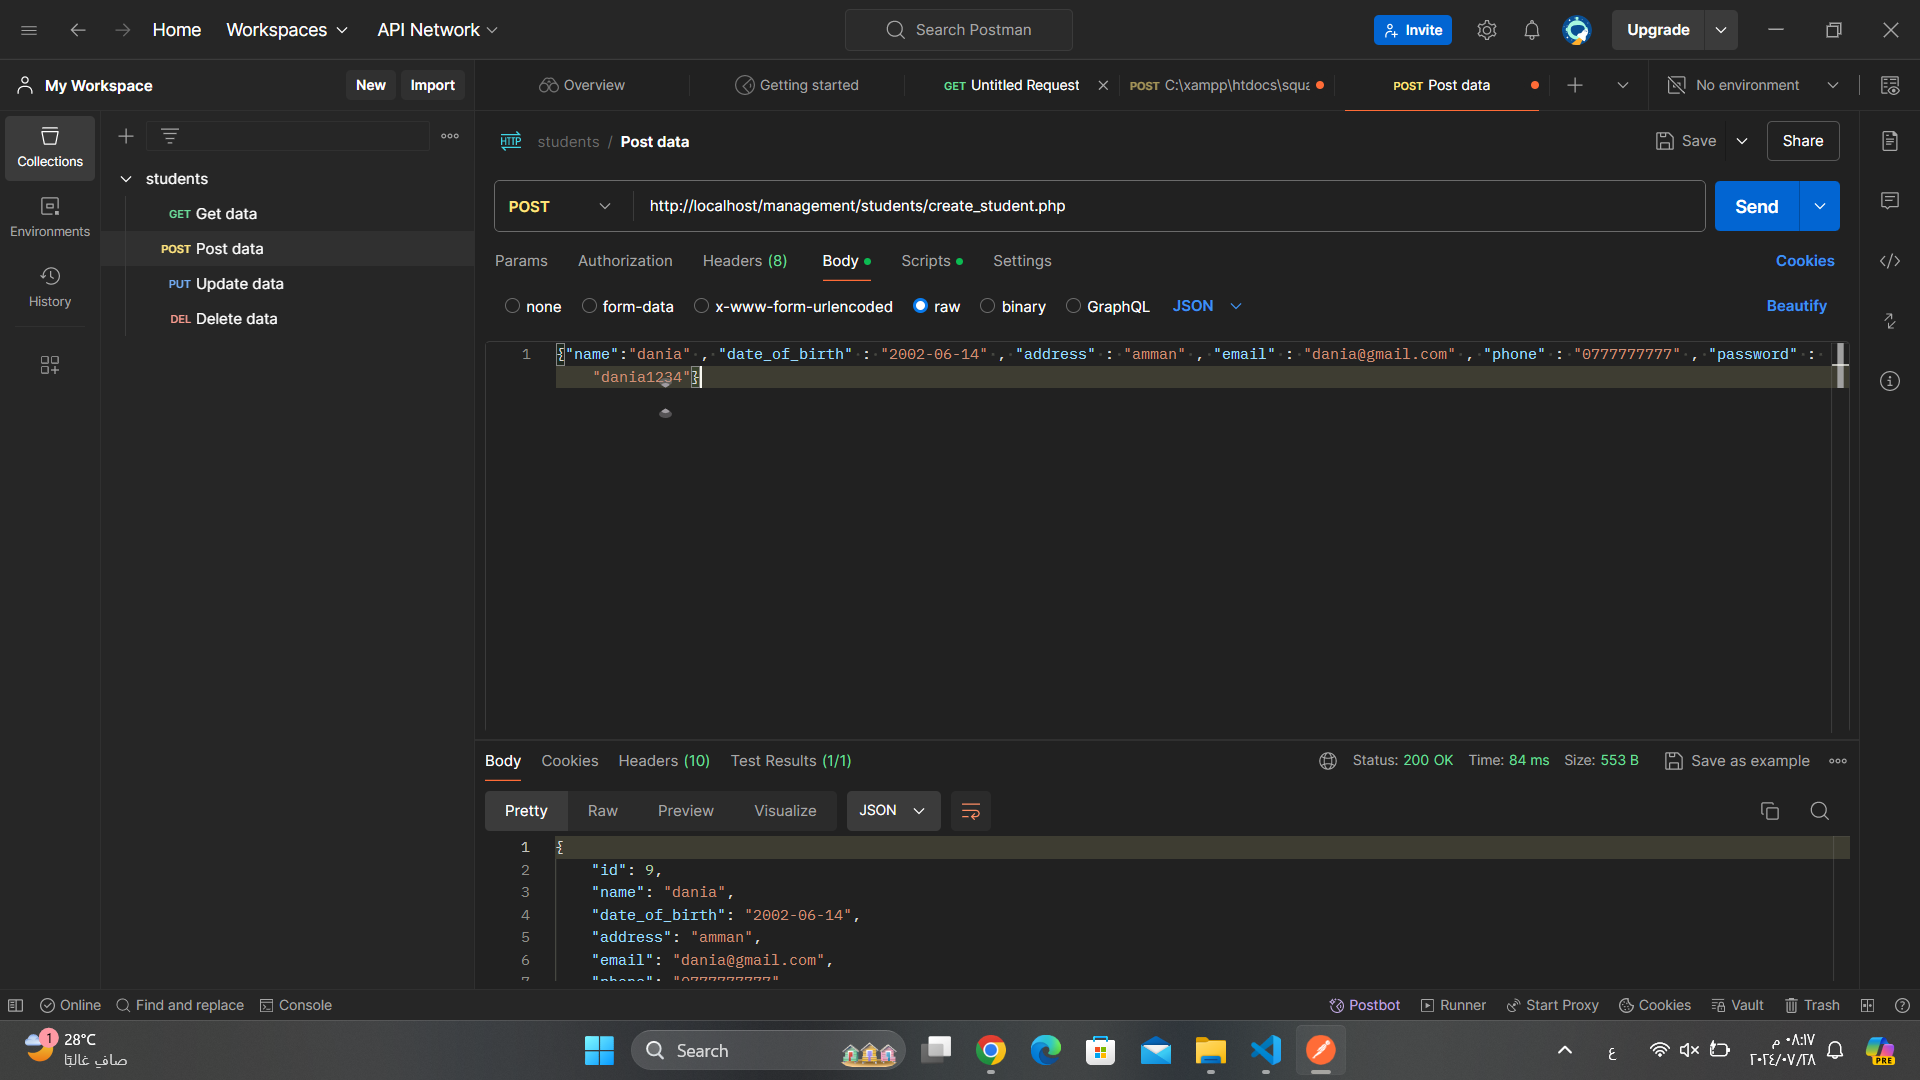 Home Workspaces API Network Search Postman Invite Upgrade
My Workspace New Import Overview Getting started GET Untitled Request POST C:\xampp\htdocs\squa POST Post data No environment
Collections
Environments
History
students
GET Get data
POST Post data
PUT Update data
DEL Delete data
HTTP students / Post data Save Share
POST http://localhost/management/students/create_student.php Send
Params Authorization Headers (8) Body Scripts Settings Cookies
none form-data x-www-form-urlencoded raw binary GraphQL JSON Beautify
1 {"name":"dania" , "date_of_birth" : "2002-06-14" , "address" : "amman" , "email" : "dania@gmail.com" , "phone" : "0777777777" , "password" :
"dania1234"}
Body Cookies Headers (10) Test Results (1/1) Status: 200 OK Time: 84 ms Size: 553 B Save as example
Pretty Raw Preview Visualize JSON
1 {
2 "id": 9,
3 "name": "dania",
4 "date_of_birth": "2002-06-14",
5 "address": "amman",
6 "email": "dania@gmail.com",
7 "phone": "0777777777"
Online Find and replace Console Postbot Runner Start Proxy Cookies Vault Trash
1 28°C
صافٍ غالبًا
Search
ع
٠٨:١٧ م
٢٠٢٤/٠٧/٢٨
PRE